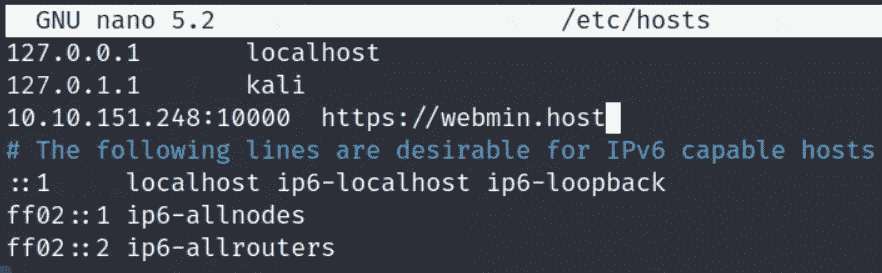 GNU nano 5.2 /etc/hosts
127.0.0.1 localhost
127.0.1.1 kali
10.10.151.248:10000 https://webmin.host
# The following lines are desirable for IPv6 capable hosts
::1 localhost ip6-localhost ip6-loopback
ff02::1 ip6-allnodes
ff02::2 ip6-allrouters